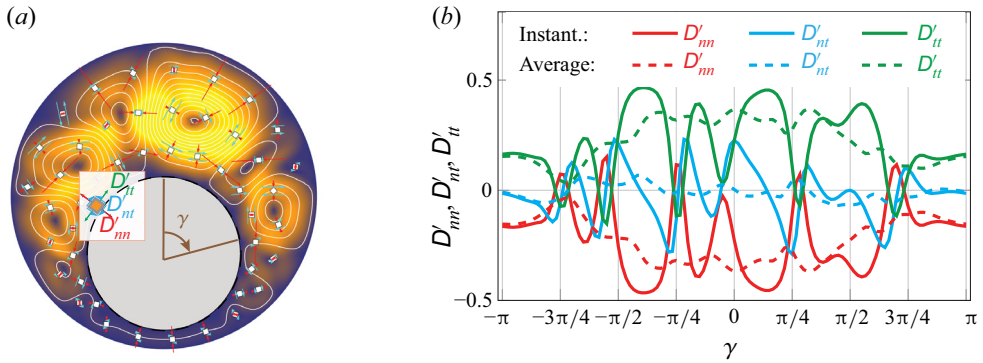 (a)
D′tt
D′nt
D′nn
γ
(b)
Instant.: D′nn D′nt D′tt
Average: D′nn D′nt D′tt
D′nn, D′nt, D′tt
0.5
0
−0.5
−π −3π/4 −π/2 −π/4 0 π/4 π/2 3π/4 π
γ